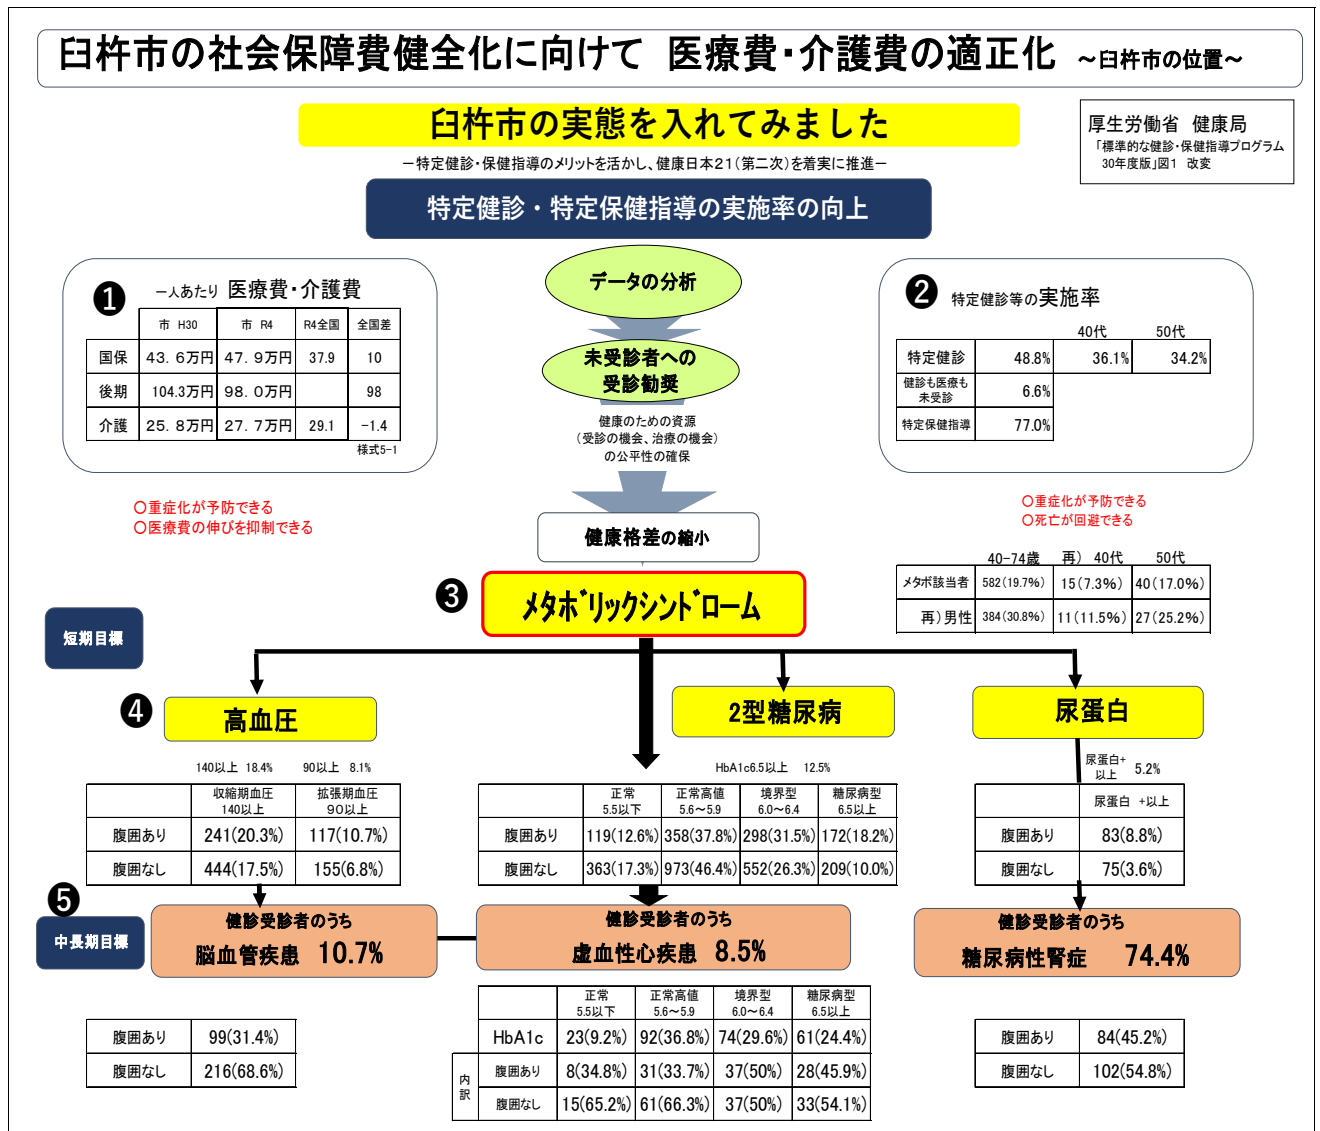 臼杵市の社会保障費健全化に向けて 医療費・介護費の適正化 ～臼杵市の位置～
臼杵市の実態を入れてみました
－特定健診・保健指導のメリットを活かし、健康日本２１(第二次)を着実に推進－
厚生労働省 健康局
「標準的な健診・保健指導プログラム
30年度版」図1 改変
特定健診・特定保健指導の実施率の向上
❶ 一人あたり 医療費・介護費
市 H30 市 R4 R4全国 全国差
国保 43.6万円 47.9万円 37.9 10
後期 104.3万円 98.0万円 98
介護 25.8万円 27.7万円 29.1 -1.4
様式5-1
○重症化が予防できる
○医療費の伸びを抑制できる
データの分析
未受診者への
受診勧奨
健康のための資源
(受診の機会、治療の機会)
の公平性の確保
健康格差の縮小
❷ 特定健診等の実施率
40代 50代
特定健診 48.8% 36.1% 34.2%
健診も医療も
未受診 6.6%
特定保健指導 77.0%
○重症化が予防できる
○死亡が回避できる
❸ メタボリックシンドローム
40-74歳 再) 40代 50代
メタボ該当者 582(19.7%) 15(7.3%) 40(17.0%)
再)男性 384(30.8%) 11(11.5%) 27(25.2%)
短期目標
❹ 高血圧
140以上 18.4% 90以上 8.1%
収縮期血圧
140以上
拡張期血圧
90以上
腹囲あり 241(20.3%) 117(10.7%)
腹囲なし 444(17.5%) 155(6.8%)
2型糖尿病
HbA1c6.5以上 12.5%
正常
5.5以下
正常高値
5.6～5.9
境界型
6.0～6.4
糖尿病型
6.5以上
腹囲あり 119(12.6%) 358(37.8%) 298(31.5%) 172(18.2%)
腹囲なし 363(17.3%) 973(46.4%) 552(26.3%) 209(10.0%)
尿蛋白
尿蛋白+
以上 5.2%
尿蛋白 +以上
腹囲あり 83(8.8%)
腹囲なし 75(3.6%)
❺
中長期目標
健診受診者のうち
脳血管疾患 10.7%
腹囲あり 99(31.4%)
腹囲なし 216(68.6%)
健診受診者のうち
虚血性心疾患 8.5%
正常
5.5以下
正常高値
5.6～5.9
境界型
6.0～6.4
糖尿病型
6.5以上
HbA1c 23(9.2%) 92(36.8%) 74(29.6%) 61(24.4%)
内訳
腹囲あり 8(34.8%) 31(33.7%) 37(50%) 28(45.9%)
腹囲なし 15(65.2%) 61(66.3%) 37(50%) 33(54.1%)
健診受診者のうち
糖尿病性腎症 74.4%
腹囲あり 84(45.2%)
腹囲なし 102(54.8%)